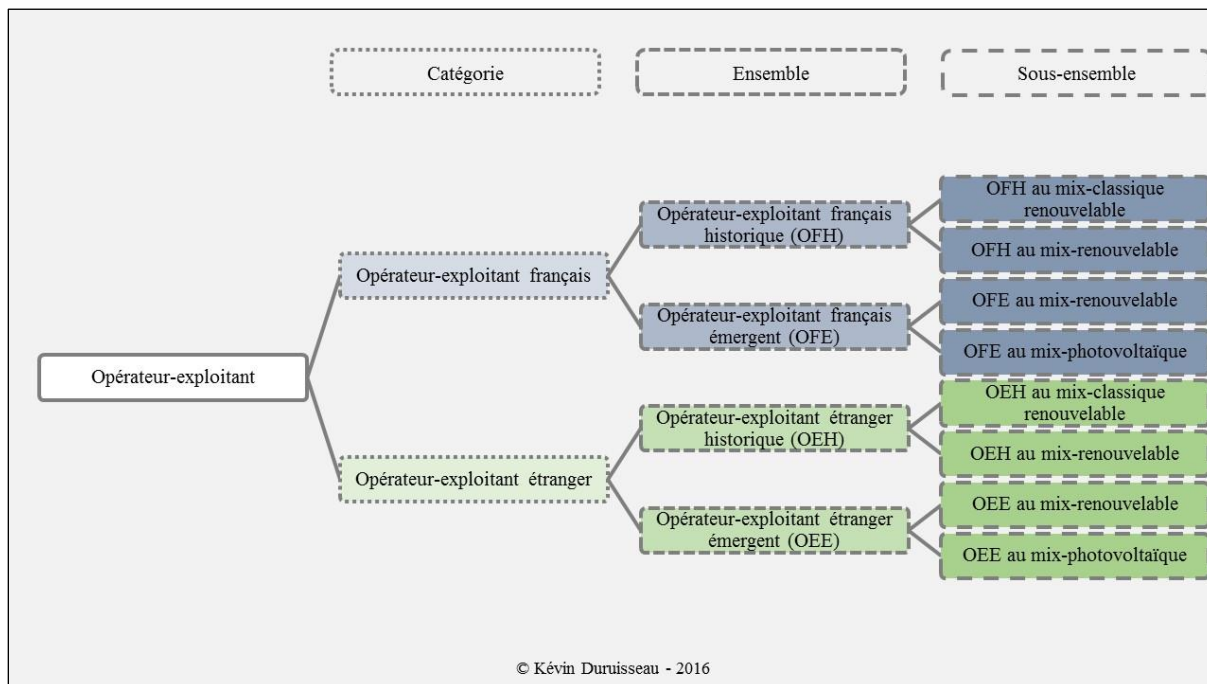 Catégorie
Ensemble
Sous-ensemble
Opérateur-exploitant
Opérateur-exploitant français
Opérateur-exploitant étranger
Opérateur-exploitant français
historique (OFH)
Opérateur-exploitant français
émergent (OFE)
Opérateur-exploitant étranger
historique (OEH)
Opérateur-exploitant étranger
émergent (OEE)
OFH au mix-classique
renouvelable
OFH au mix-renouvelable
OFE au mix-renouvelable
OFE au mix-photovoltaïque
OEH au mix-classique
renouvelable
OEH au mix-renouvelable
OEE au mix-renouvelable
OEE au mix-photovoltaïque
© Kévin Duruisseau - 2016